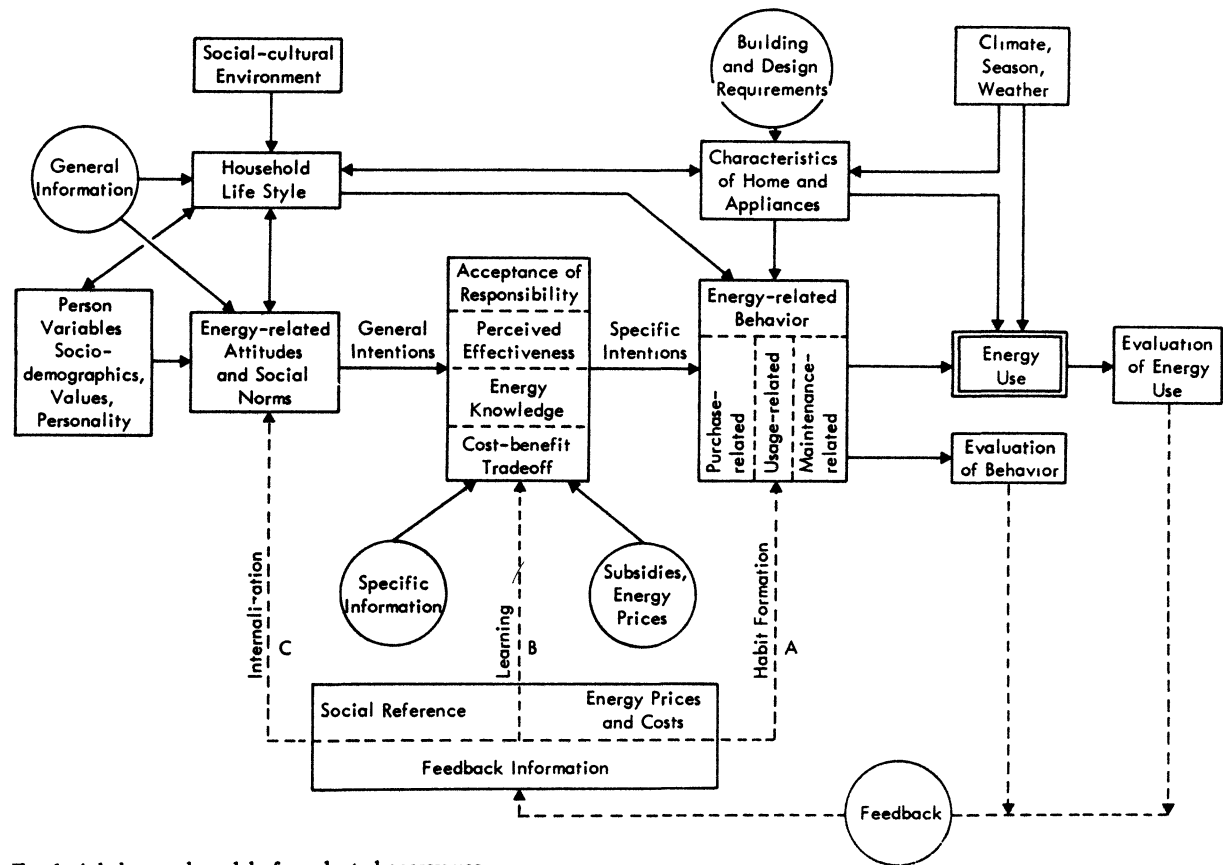 Social-cultural
Environment
Building
and Design
Requirements
Climate,
Season,
Weather
General
Information
Household
Life Style
Characteristics
of Home and
Appliances
Person
Variables
Socio-
demographics,
Values,
Personality
Energy-related
Attitudes
and Social
Norms
General
Intentions
Acceptance of
Responsibility
Perceived
Effectiveness
Energy
Knowledge
Cost-benefit
Tradeoff
Specific
Intentions
Energy-related
Behavior
Purchase-
related
Usage-related
Maintenance-
related
Energy
Use
Evaluation
of Energy
Use
Evaluation
of Behavior
Specific
Information
Subsidies,
Energy
Prices
C
Learning
B
Habit Formation
A
Social Reference
Energy Prices
and Costs
Feedback Information
Feedback